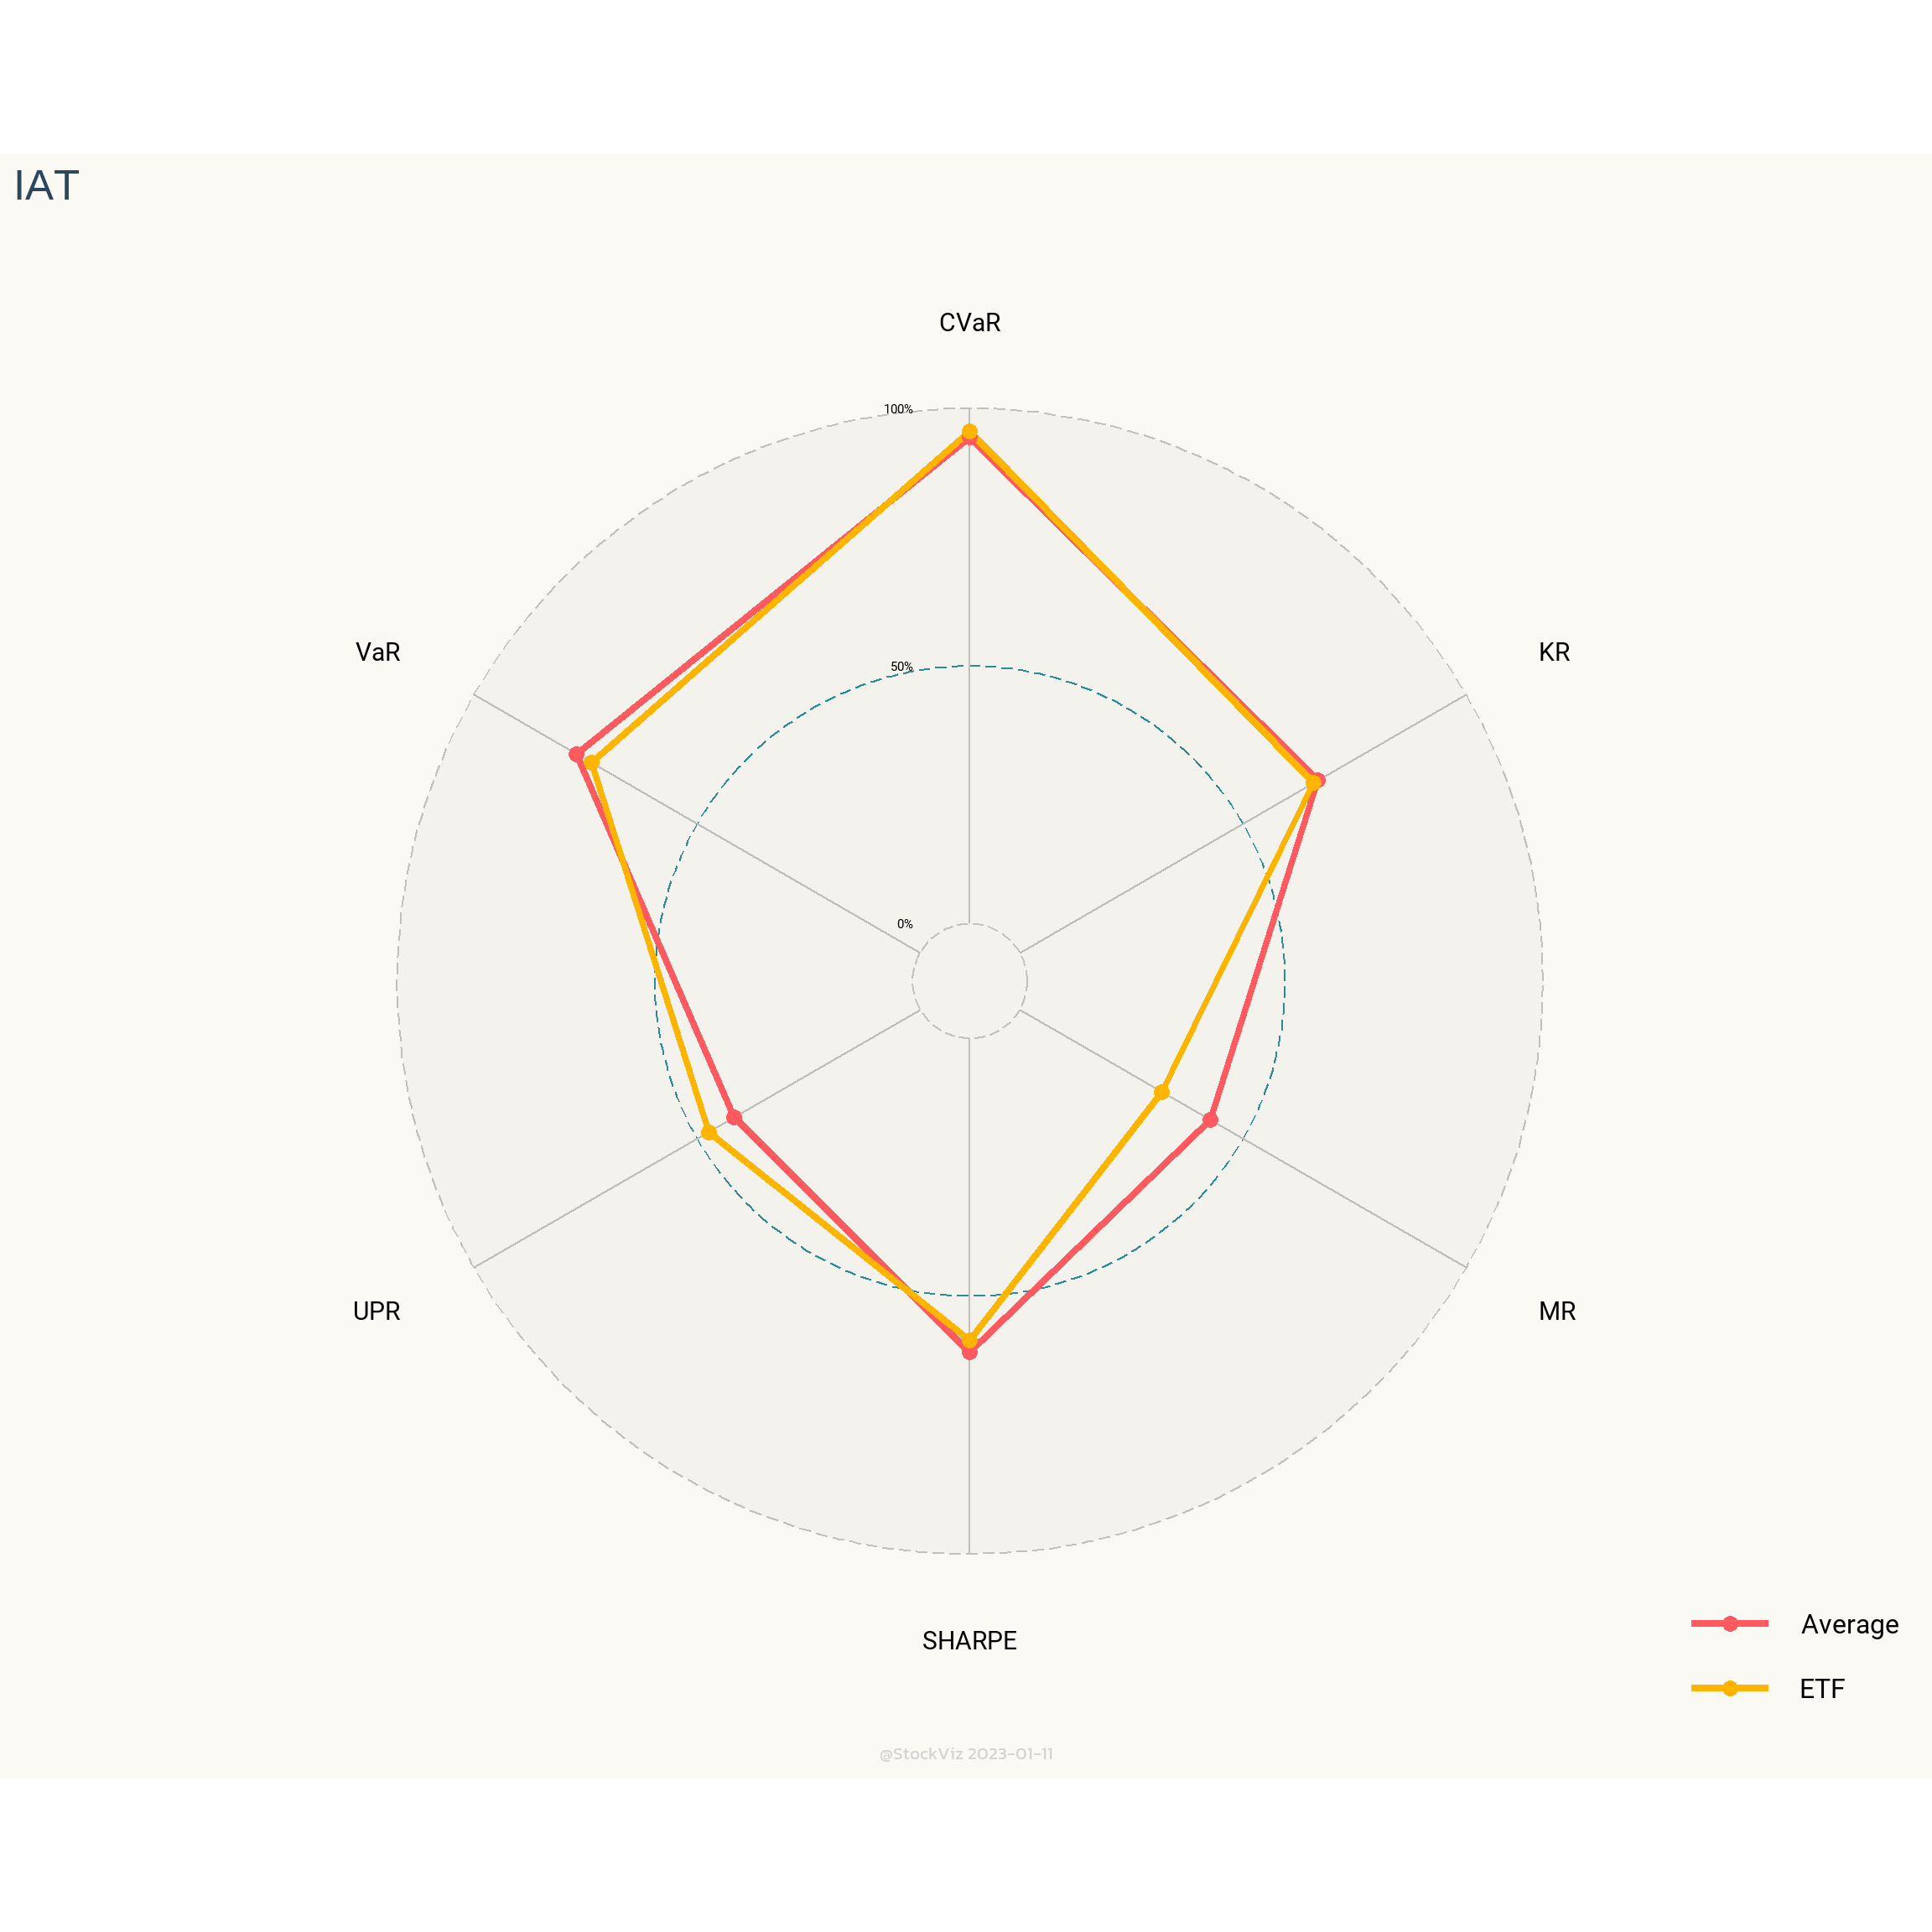 IAT
CVaR
100%
VaR
KR
50%
0%
UPR
MR
SHARPE
Average
ETF
@StockViz 2023-01-11